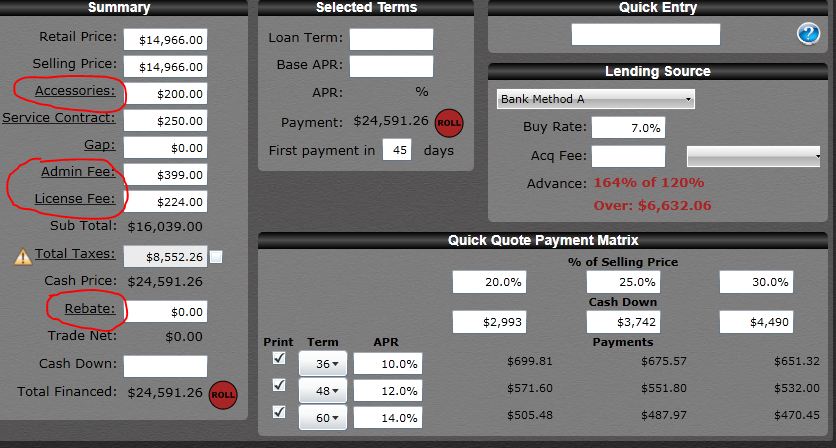 Summary
Retail Price: $14,966.00
Selling Price: $14,966.00
Accessories: $200.00
Service Contract: $250.00
Gap: $0.00
Admin Fee: $399.00
License Fee: $224.00
Sub Total: $16,039.00
Total Taxes: $8,552.26
Cash Price: $24,591.26
Rebate: $0.00
Trade Net: $0.00
Cash Down:
Total Financed: $24,591.26 ROLL
Selected Terms
Loan Term:
Base APR:
APR: %
Payment: $24,591.26 ROLL
First payment in 45 days
Quick Entry
?
Lending Source
Bank Method A
Buy Rate: 7.0%
Acq Fee:
Advance: 164% of 120%
Over: $6,632.06
Quick Quote Payment Matrix
% of Selling Price
20.0% 25.0% 30.0%
Cash Down
$2,993 $3,742 $4,490
Print Term APR Payments
36 10.0% $699.81 $675.57 $651.32
48 12.0% $571.60 $551.80 $532.00
60 14.0% $505.48 $487.97 $470.45